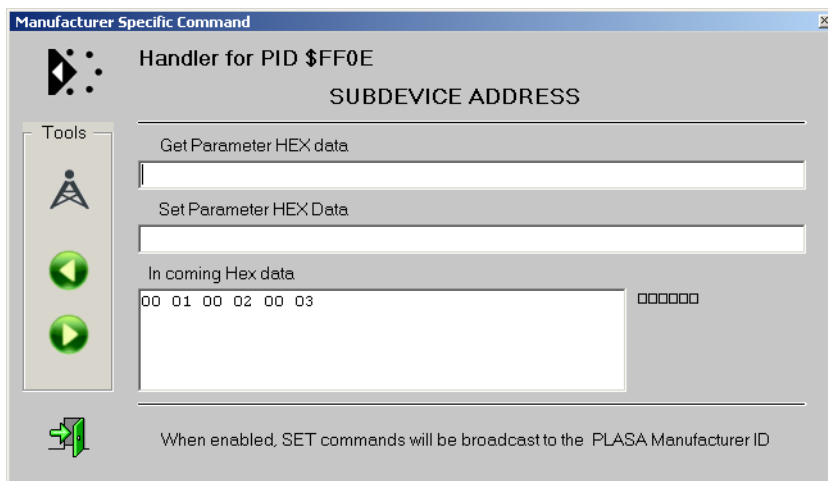 Manufacturer Specific Command
Handler for PID $FF0E
SUBDEVICE ADDRESS
Tools
Get Parameter HEX data
Set Parameter HEX Data
In coming Hex data
00 01 00 02 00 03
□□□□□□
When enabled, SET commands will be broadcast to the PLASA Manufacturer ID